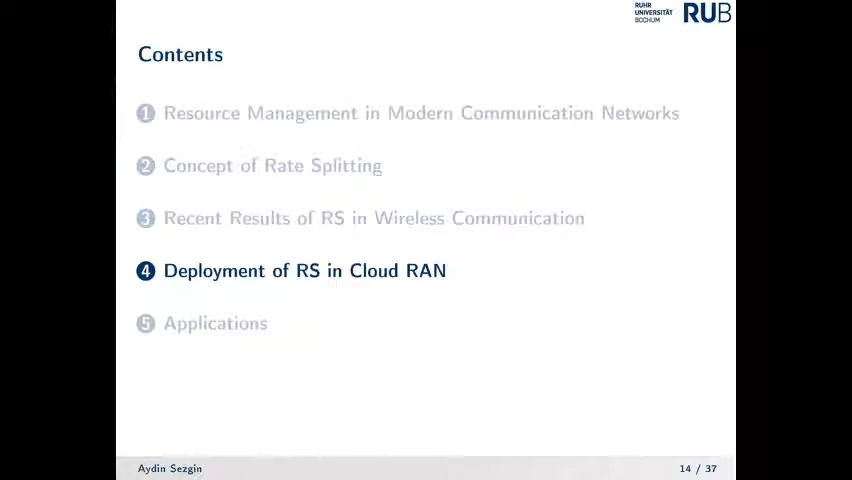 RUHR
UNIVERSITÄT
BOCHUM
RUB
Contents
1 Resource Management in Modern Communication Networks
2 Concept of Rate Splitting
3 Recent Results of RS in Wireless Communication
4 Deployment of RS in Cloud RAN
5 Applications
Aydin Sezgin
14 / 37